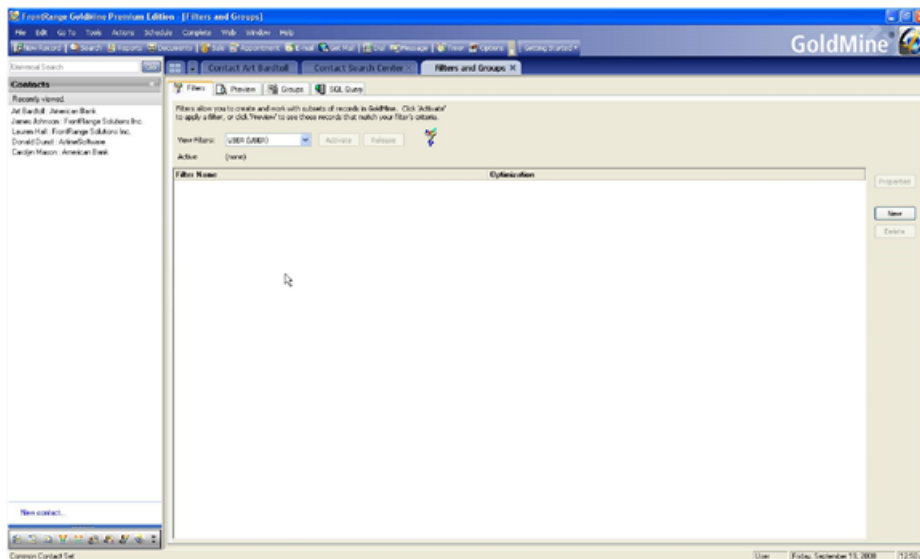 FrontRange GoldMine Premium Edition - [Filters and Groups]
File Edit Go To Tools Actions Schedule Complete Web Window Help
New Record Search Reports Documents Sale Appointment E-mail Get Mail Dial Message Timer Options Getting Started
GoldMine
Universal Search
Contact Art Bardtoll Contact Search Center Filters and Groups
Contacts
Recently viewed
Art Bardtoll : American Bank
James Johnson : FrontRange Solutions Inc.
Lauren Hall : FrontRange Solutions Inc.
Carolyn Mason : American Bank
Filters Preview Groups SQL Query
Filters allow you to create and work with subsets of records in GoldMine. Click 'Activate'
to apply a filter, or click 'Preview' to see those records that match your filter's criteria.
View Filters: USER (USER) Activate Release
Active (none)
Filter Name Optimization
Properties
New
Delete
New contact...
Common Contact Set
User Friday, September 19, 2008